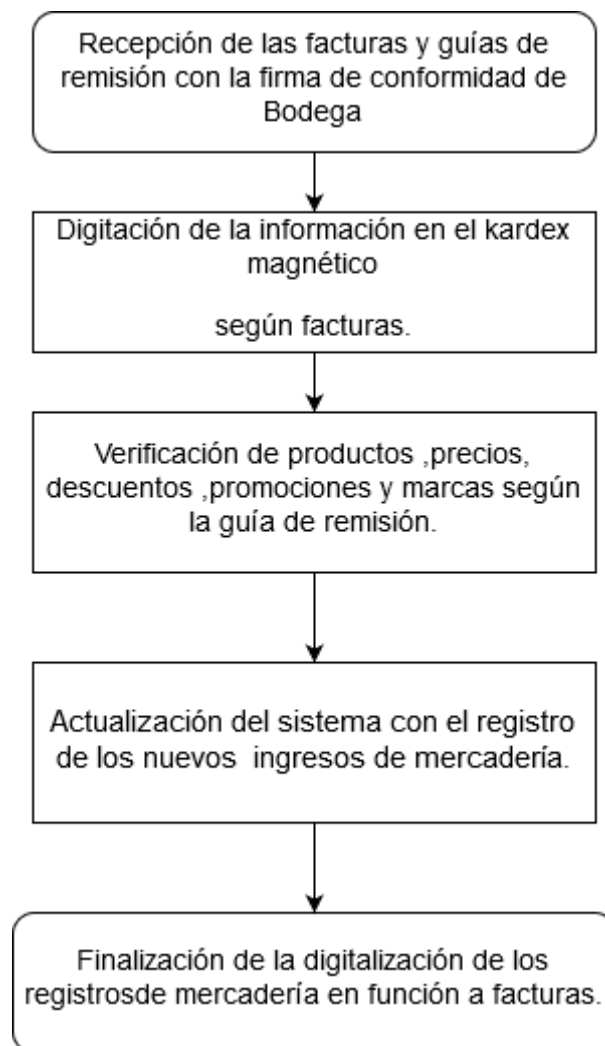 Recepción de las facturas y guías de
remisión con la firma de conformidad de
Bodega
Digitación de la información en el kardex
magnético
según facturas.
Verificación de productos ,precios,
descuentos ,promociones y marcas según
la guía de remisión.
Actualización del sistema con el registro
de los nuevos ingresos de mercadería.
Finalización de la digitalización de los
registrosde mercadería en función a facturas.